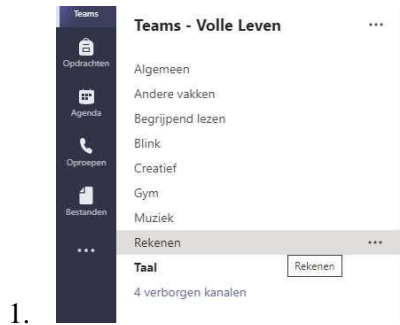 Teams
Opdrachten
Agenda
Oproepen
Bestanden
...
Teams - Volle Leven ...
Algemeen
Andere vakken
Begrijpend lezen
Blink
Creatief
Gym
Muziek
Rekenen ...
Taal Rekenen
4 verborgen kanalen
1.